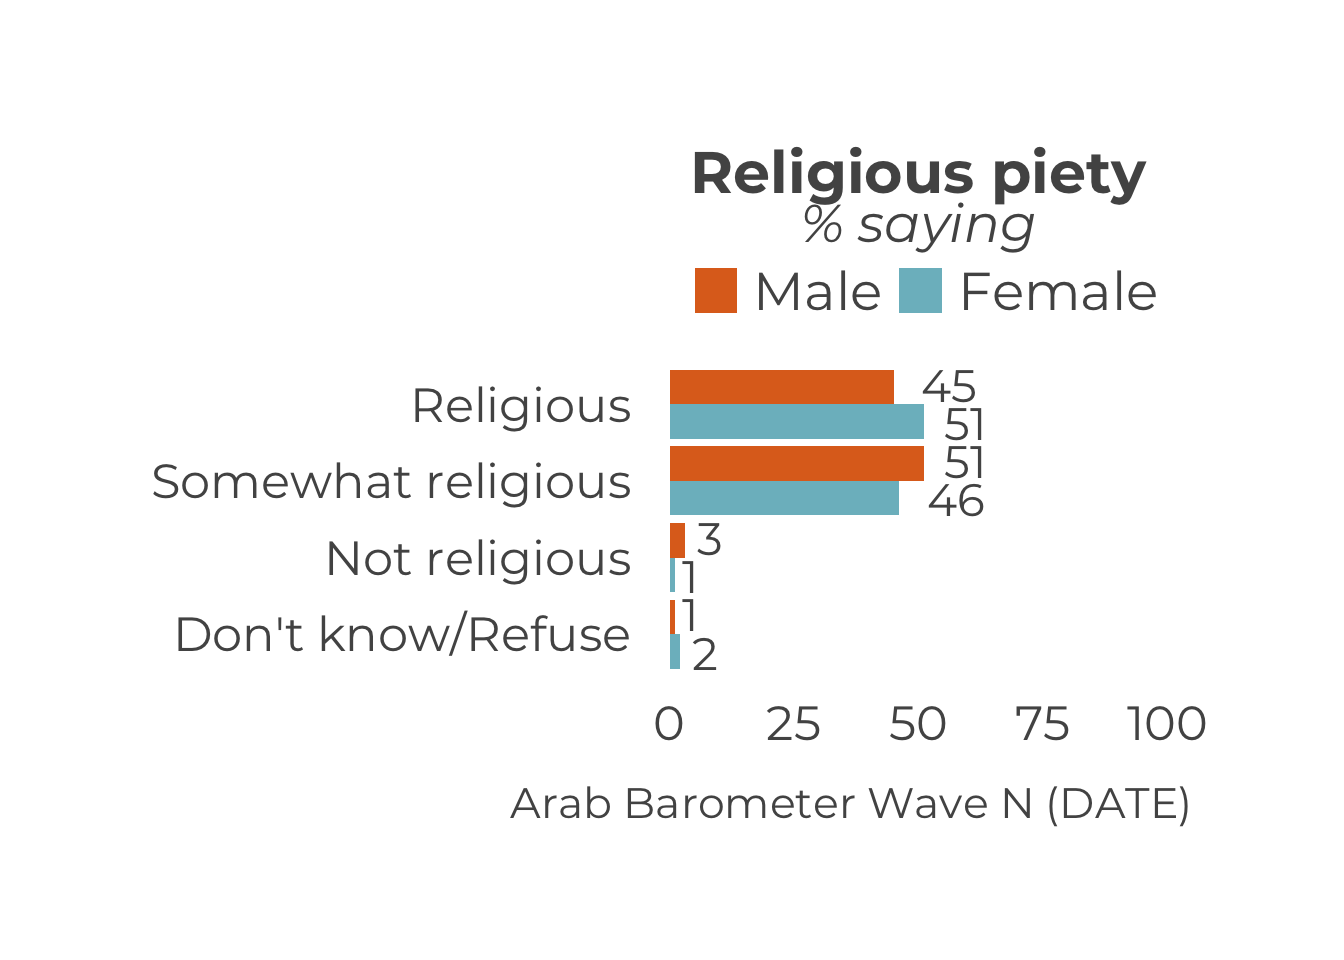 Religious piety
% saying
Male Female
Religious 45
51
Somewhat religious 51
46
Not religious 3
1
Don't know/Refuse 1
2
0 25 50 75 100
Arab Barometer Wave N (DATE)